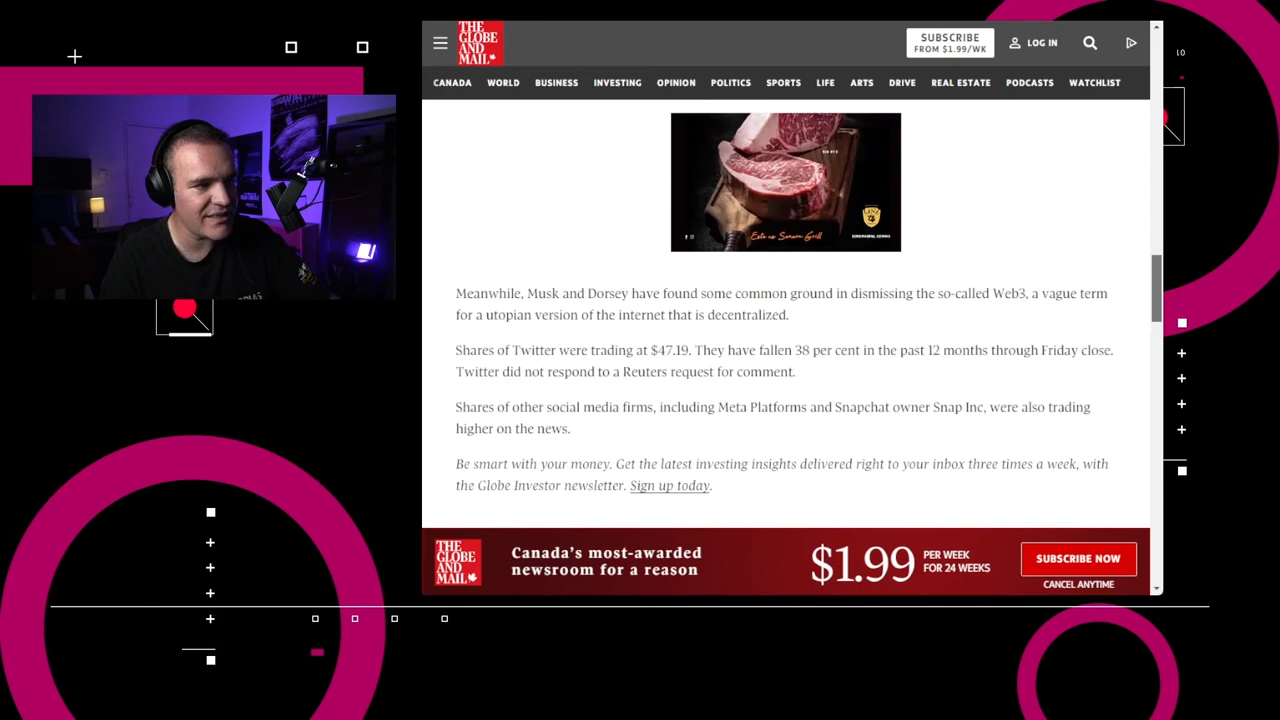 THE
GLOBE
AND
MAIL
SUBSCRIBE
FROM $1.99/WK
LOG IN
CANADA WORLD BUSINESS INVESTING OPINION POLITICS SPORTS LIFE ARTS DRIVE REAL ESTATE PODCASTS WATCHLIST
Meanwhile, Musk and Dorsey have found some common ground in dismissing the so-called Web3, a vague term
for a utopian version of the internet that is decentralized.
Shares of Twitter were trading at $47.19. They have fallen 38 per cent in the past 12 months through Friday close.
Twitter did not respond to a Reuters request for comment.
Shares of other social media firms, including Meta Platforms and Snapchat owner Snap Inc, were also trading
higher on the news.
Be smart with your money. Get the latest investing insights delivered right to your inbox three times a week, with
the Globe Investor newsletter. Sign up today.
THE
GLOBE
AND
MAIL
Canada's most-awarded
newsroom for a reason
$1.99 PER WEEK
FOR 24 WEEKS
SUBSCRIBE NOW
CANCEL ANYTIME